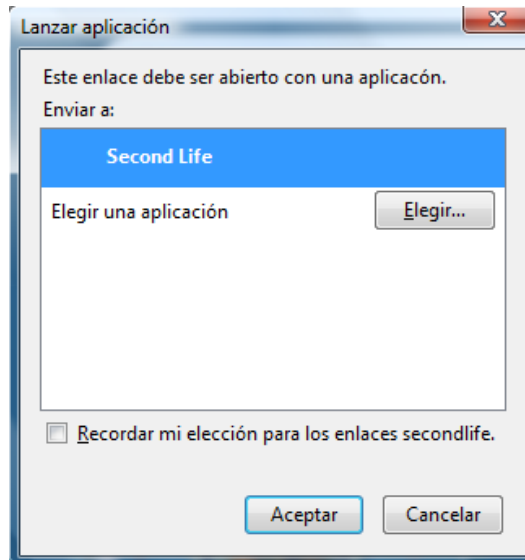 Lanzar aplicación
Este enlace debe ser abierto con una aplicacón.
Enviar a:
Second Life
Elegir una aplicación
Elegir...
Recordar mi elección para los enlaces secondlife.
Aceptar
Cancelar